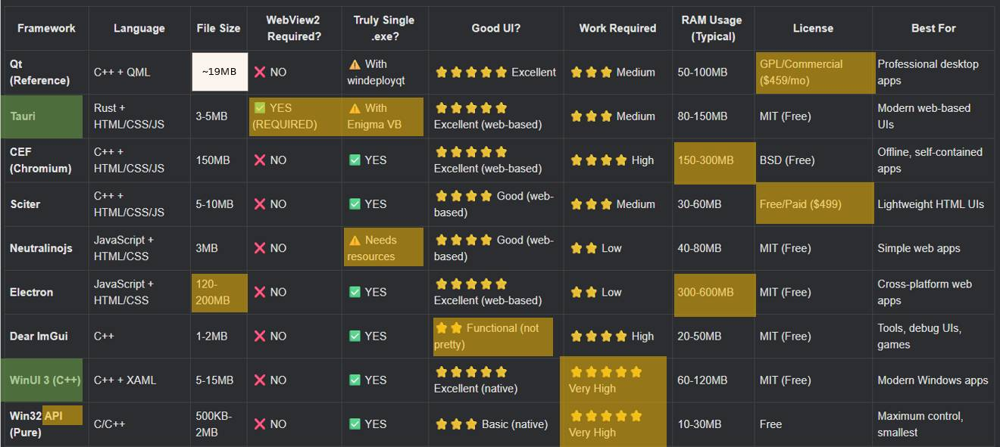 Framework Language File Size WebView2 Required? Truly Single .exe? Good UI? Work Required RAM Usage (Typical) License Best For
Qt (Reference) C++ + QML ~19MB ❌ NO ⚠️ With windeployqt ⭐⭐⭐⭐⭐ Excellent ⭐⭐⭐ Medium 50-100MB GPL/Commercial ($459/mo) Professional desktop apps
Tauri Rust + HTML/CSS/JS 3-5MB ✅ YES (REQUIRED) ⚠️ With Enigma VB ⭐⭐⭐⭐⭐ Excellent (web-based) ⭐⭐⭐ Medium 80-150MB MIT (Free) Modern web-based UIs
CEF (Chromium) C++ + HTML/CSS/JS 150MB ❌ NO ✅ YES ⭐⭐⭐⭐⭐ Excellent (web-based) ⭐⭐⭐⭐ High 150-300MB BSD (Free) Offline, self-contained apps
Sciter C++ + HTML/CSS/JS 5-10MB ❌ NO ✅ YES ⭐⭐⭐⭐ Good (web-based) ⭐⭐⭐ Medium 30-60MB Free/Paid ($499) Lightweight HTML UIs
Neutralinojs JavaScript + HTML/CSS 3MB ❌ NO ⚠️ Needs resources ⭐⭐⭐⭐ Good (web-based) ⭐⭐ Low 40-80MB MIT (Free) Simple web apps
Electron JavaScript + HTML/CSS 120-200MB ❌ NO ✅ YES ⭐⭐⭐⭐⭐ Excellent (web-based) ⭐⭐ Low 300-600MB MIT (Free) Cross-platform web apps
Dear ImGui C++ 1-2MB ❌ NO ✅ YES ⭐⭐ Functional (not pretty) ⭐⭐⭐⭐ High 20-50MB MIT (Free) Tools, debug UIs, games
WinUI 3 (C++) C++ + XAML 5-15MB ❌ NO ✅ YES ⭐⭐⭐⭐⭐ Excellent (native) ⭐⭐⭐⭐⭐ Very High 60-120MB MIT (Free) Modern Windows apps
Win32 API (Pure) C/C++ 500KB-2MB ❌ NO ✅ YES ⭐⭐⭐ Basic (native) ⭐⭐⭐⭐⭐ Very High 10-30MB Free Maximum control, smallest